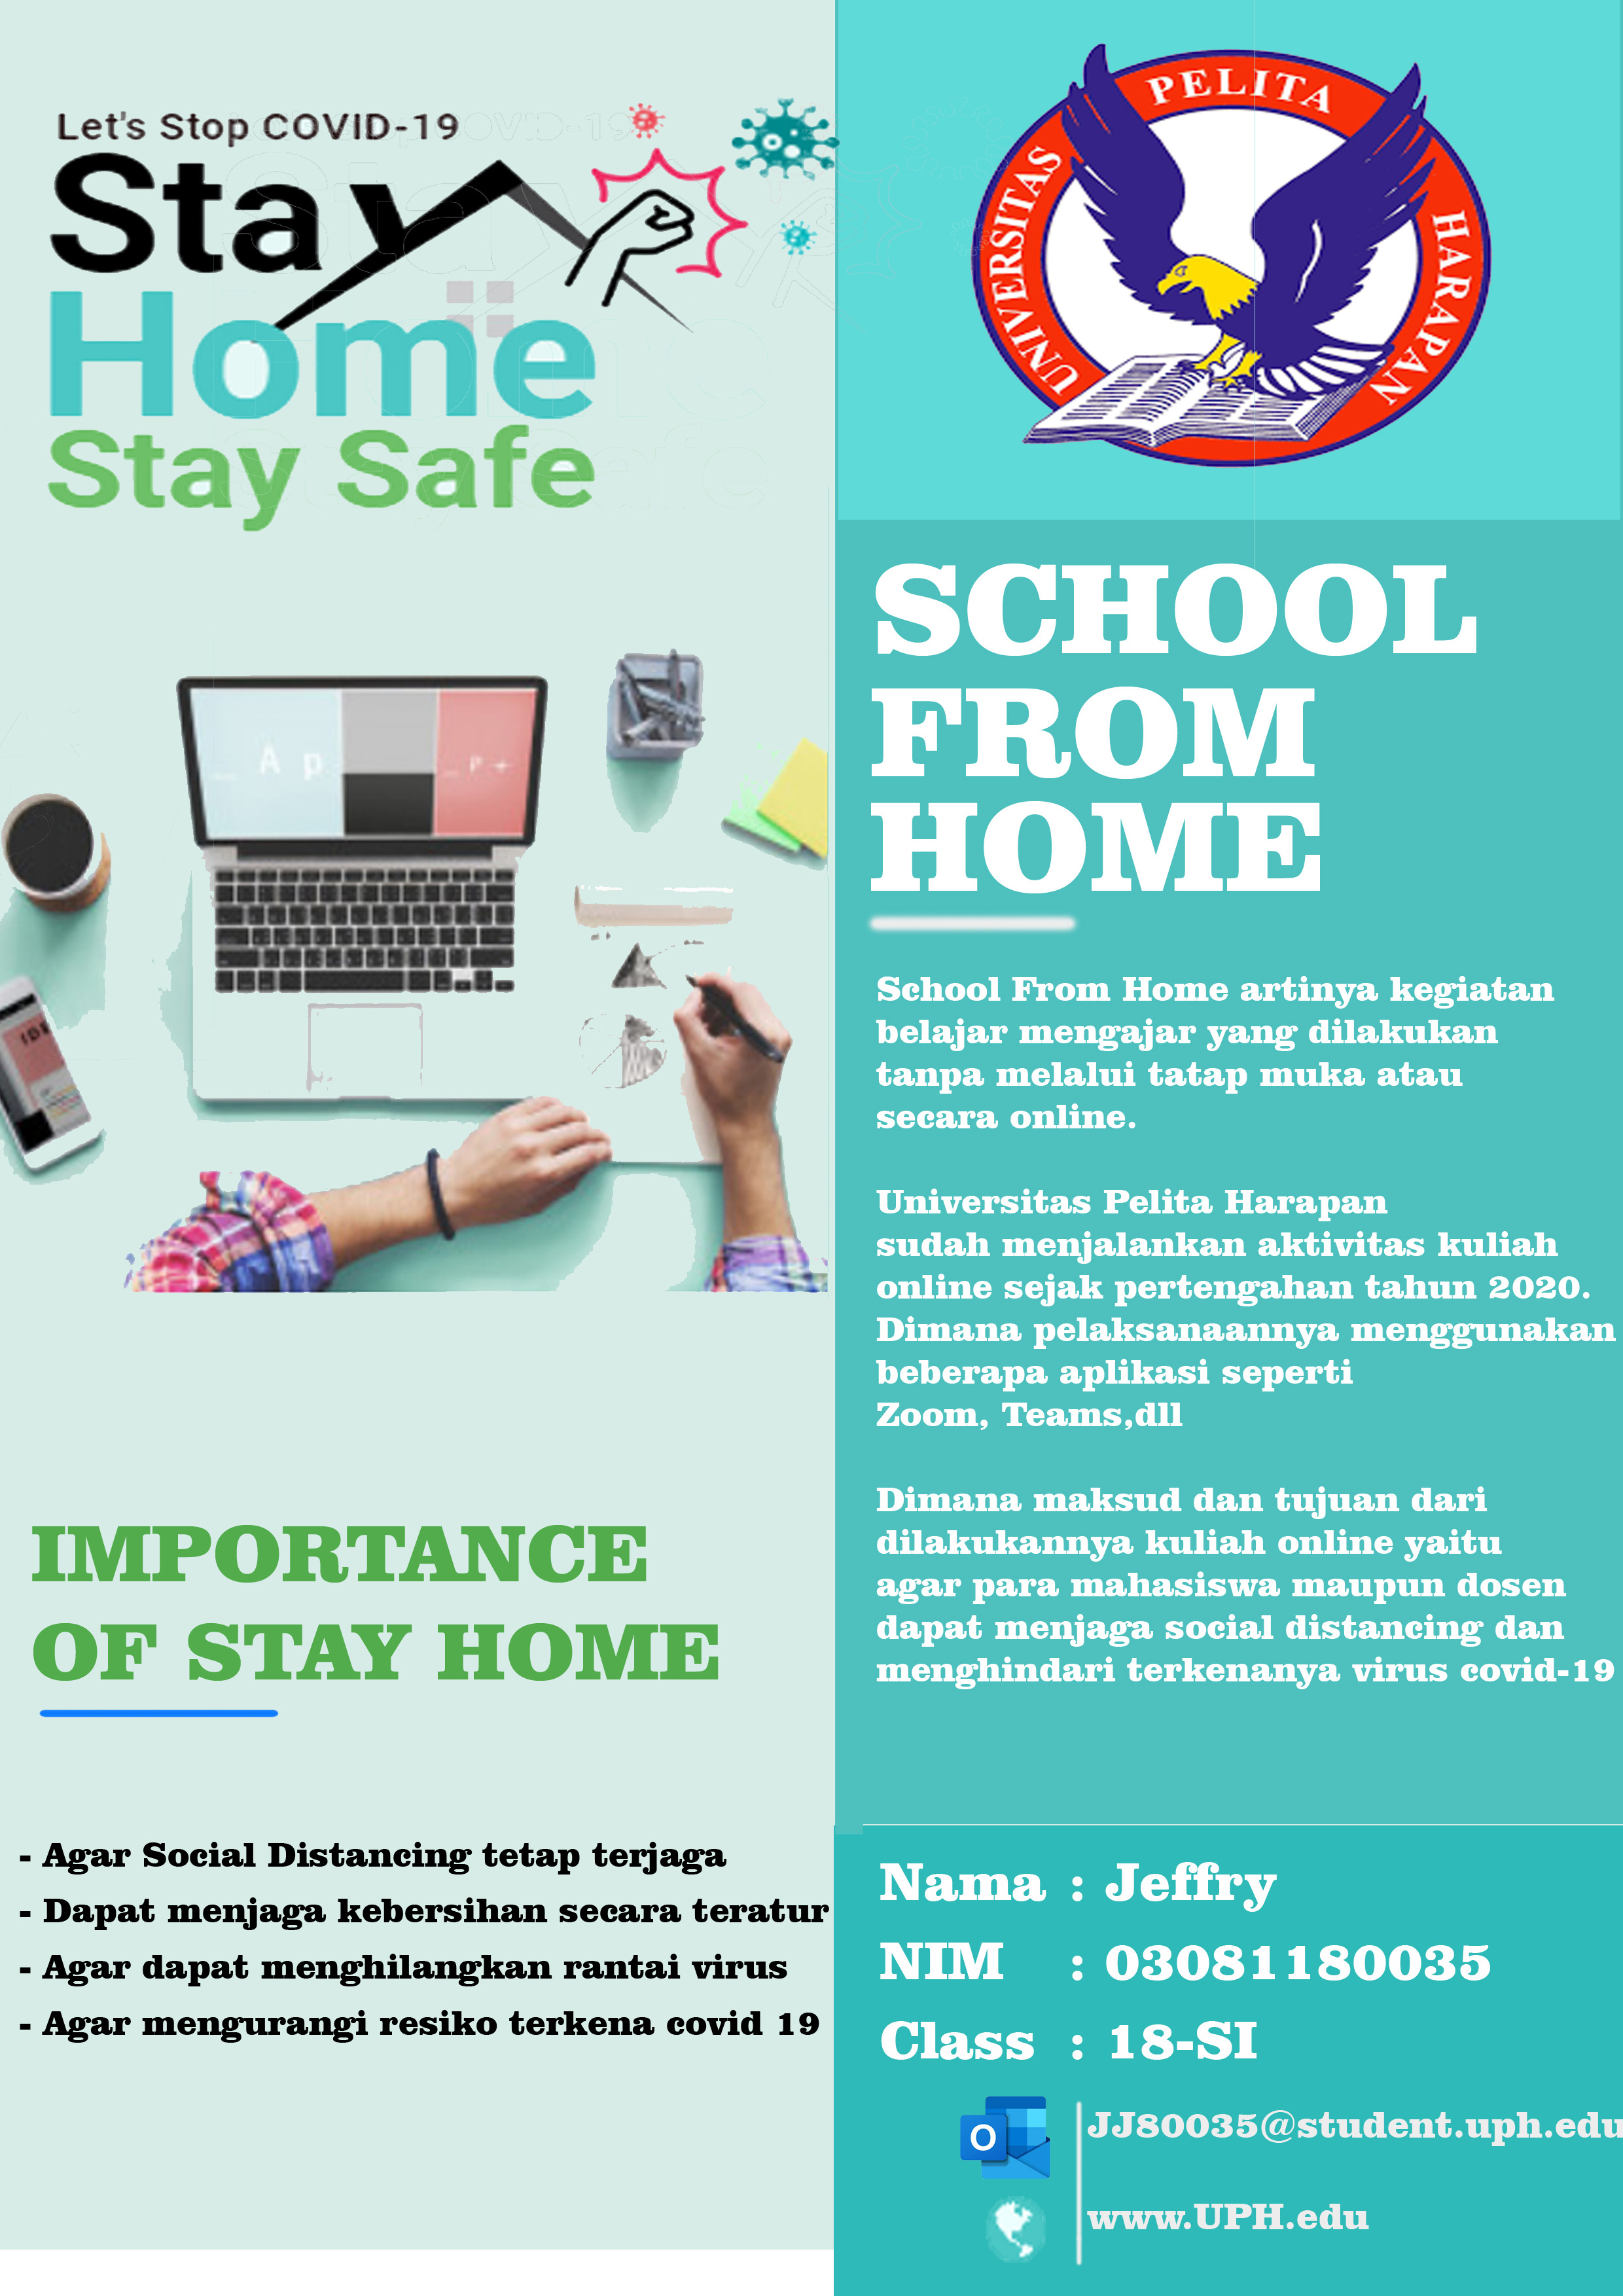 Let's Stop COVID-19
Stay
Home
Stay Safe
IMPORTANCE
OF STAY HOME
- Agar Social Distancing tetap terjaga
- Dapat menjaga kebersihan secara teratur
- Agar dapat menghilangkan rantai virus
- Agar mengurangi resiko terkena covid 19
UNIVERSITAS PELITA HARAPAN
SCHOOL
FROM
HOME
School From Home artinya kegiatan
belajar mengajar yang dilakukan
tanpa melalui tatap muka atau
secara online.
Universitas Pelita Harapan
sudah menjalankan aktivitas kuliah
online sejak pertengahan tahun 2020.
Dimana pelaksanaannya menggunakan
beberapa aplikasi seperti
Zoom, Teams,dll
Dimana maksud dan tujuan dari
dilakukannya kuliah online yaitu
agar para mahasiswa maupun dosen
dapat menjaga social distancing dan
menghindari terkenanya virus covid-19
Nama : Jeffry
NIM : 03081180035
Class : 18-SI
O
JJ80035@student.uph.edu
www.UPH.edu